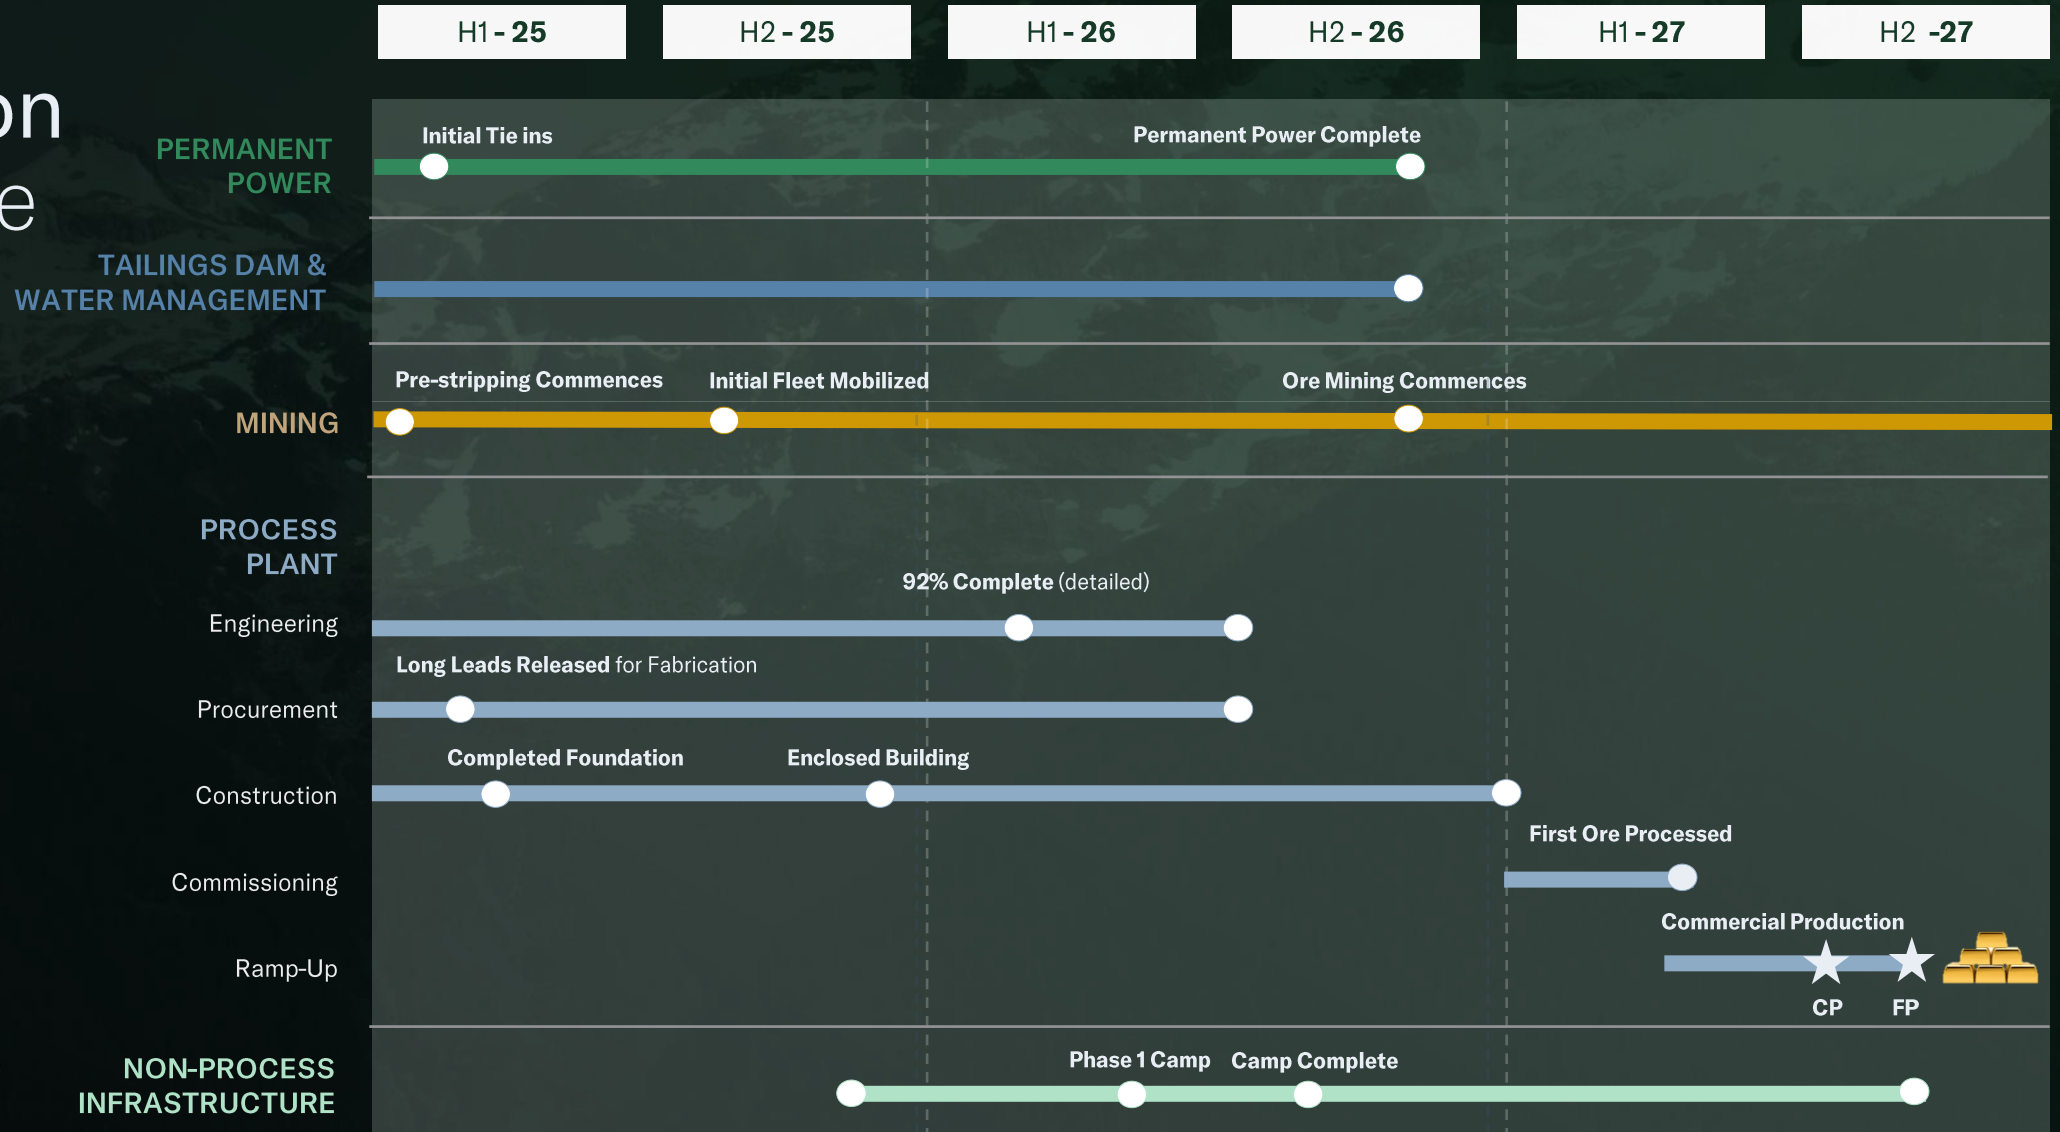 H1 - 25
H2 - 25
H1 - 26
H2 - 26
H1 - 27
H2 -27
on
e
PERMANENT
POWER
Initial Tie ins
Permanent Power Complete
TAILINGS DAM &
WATER MANAGEMENT
MINING
Pre-stripping Commences
Initial Fleet Mobilized
Ore Mining Commences
PROCESS
PLANT
92% Complete (detailed)
Engineering
Long Leads Released for Fabrication
Procurement
Completed Foundation
Enclosed Building
Construction
First Ore Processed
Commissioning
Commercial Production
Ramp-Up
CP
FP
NON-PROCESS
INFRASTRUCTURE
Phase 1 Camp
Camp Complete